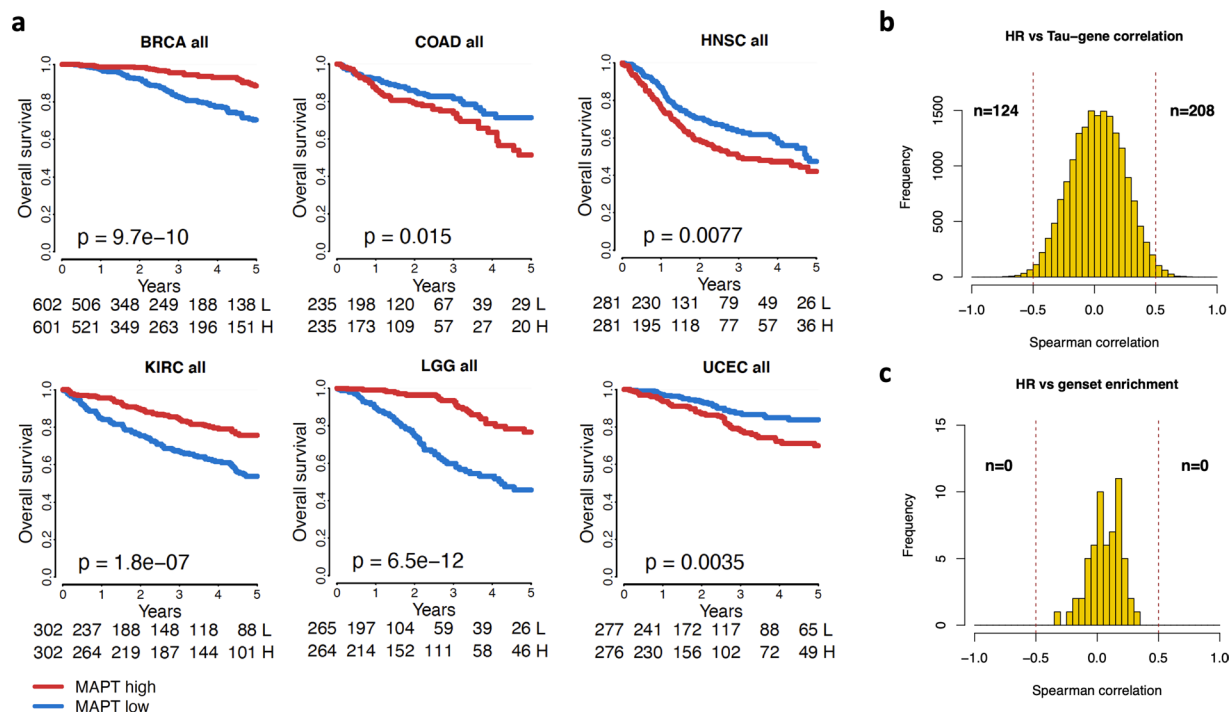 a
BRCA all
Overall survival
0.0 0.2 0.4 0.6 0.8 1.0
p = 9.7e−10
0 1 2 3 4 5
Years
602 506 348 249 188 138 L
601 521 349 263 196 151 H
COAD all
Overall survival
0.0 0.2 0.4 0.6 0.8 1.0
p = 0.015
0 1 2 3 4 5
Years
235 198 120 67 39 29 L
235 173 109 57 27 20 H
HNSC all
Overall survival
0.0 0.2 0.4 0.6 0.8 1.0
p = 0.0077
0 1 2 3 4 5
Years
281 230 131 79 49 26 L
281 195 118 77 57 36 H
KIRC all
Overall survival
0.0 0.2 0.4 0.6 0.8 1.0
p = 1.8e−07
0 1 2 3 4 5
Years
302 237 188 148 118 88 L
302 264 219 187 144 101 H
LGG all
Overall survival
0.0 0.2 0.4 0.6 0.8 1.0
p = 6.5e−12
0 1 2 3 4 5
Years
265 197 104 59 39 26 L
264 214 152 111 58 46 H
UCEC all
Overall survival
0.0 0.2 0.4 0.6 0.8 1.0
p = 0.0035
0 1 2 3 4 5
Years
277 241 172 117 88 65 L
276 230 156 102 72 49 H
MAPT high
MAPT low
b
HR vs Tau−gene correlation
n=124 n=208
Frequency
0 500 1000 1500
−1.0 −0.5 0.0 0.5 1.0
Spearman correlation
c
HR vs genset enrichment
n=0 n=0
Frequency
0 5 10 15
−1.0 −0.5 0.0 0.5 1.0
Spearman correlation